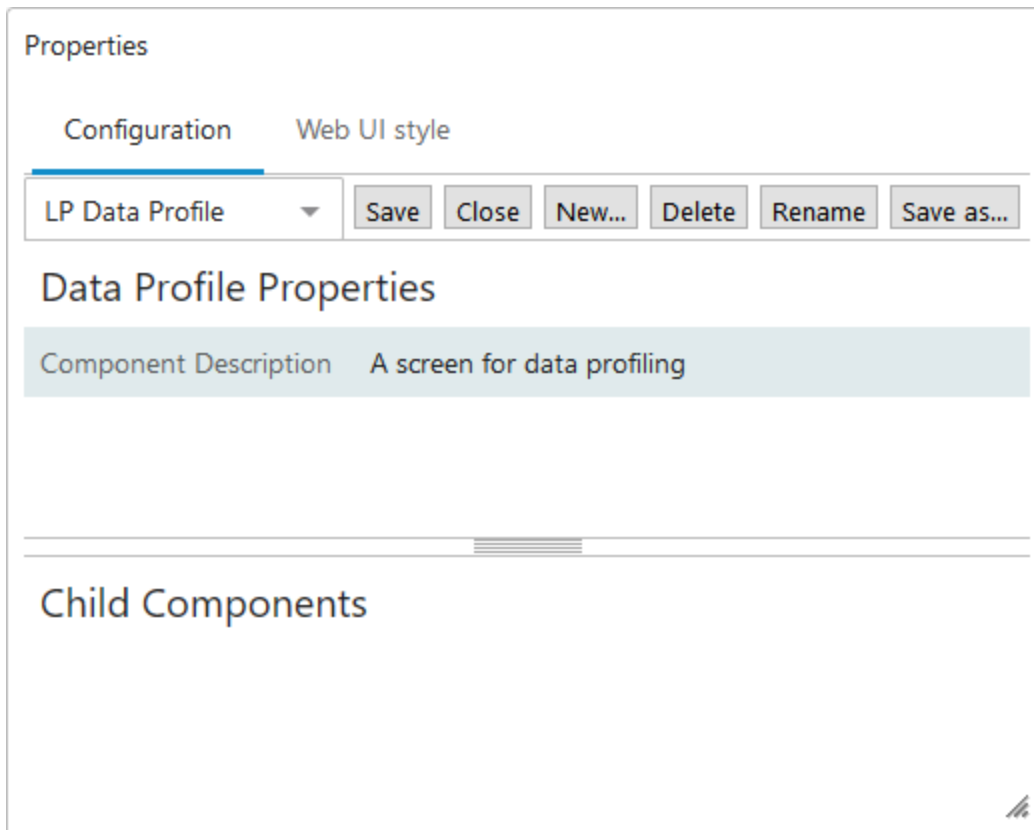 Properties
Configuration Web UI style
LP Data Profile Save Close New... Delete Rename Save as...
Data Profile Properties
Component Description A screen for data profiling
Child Components